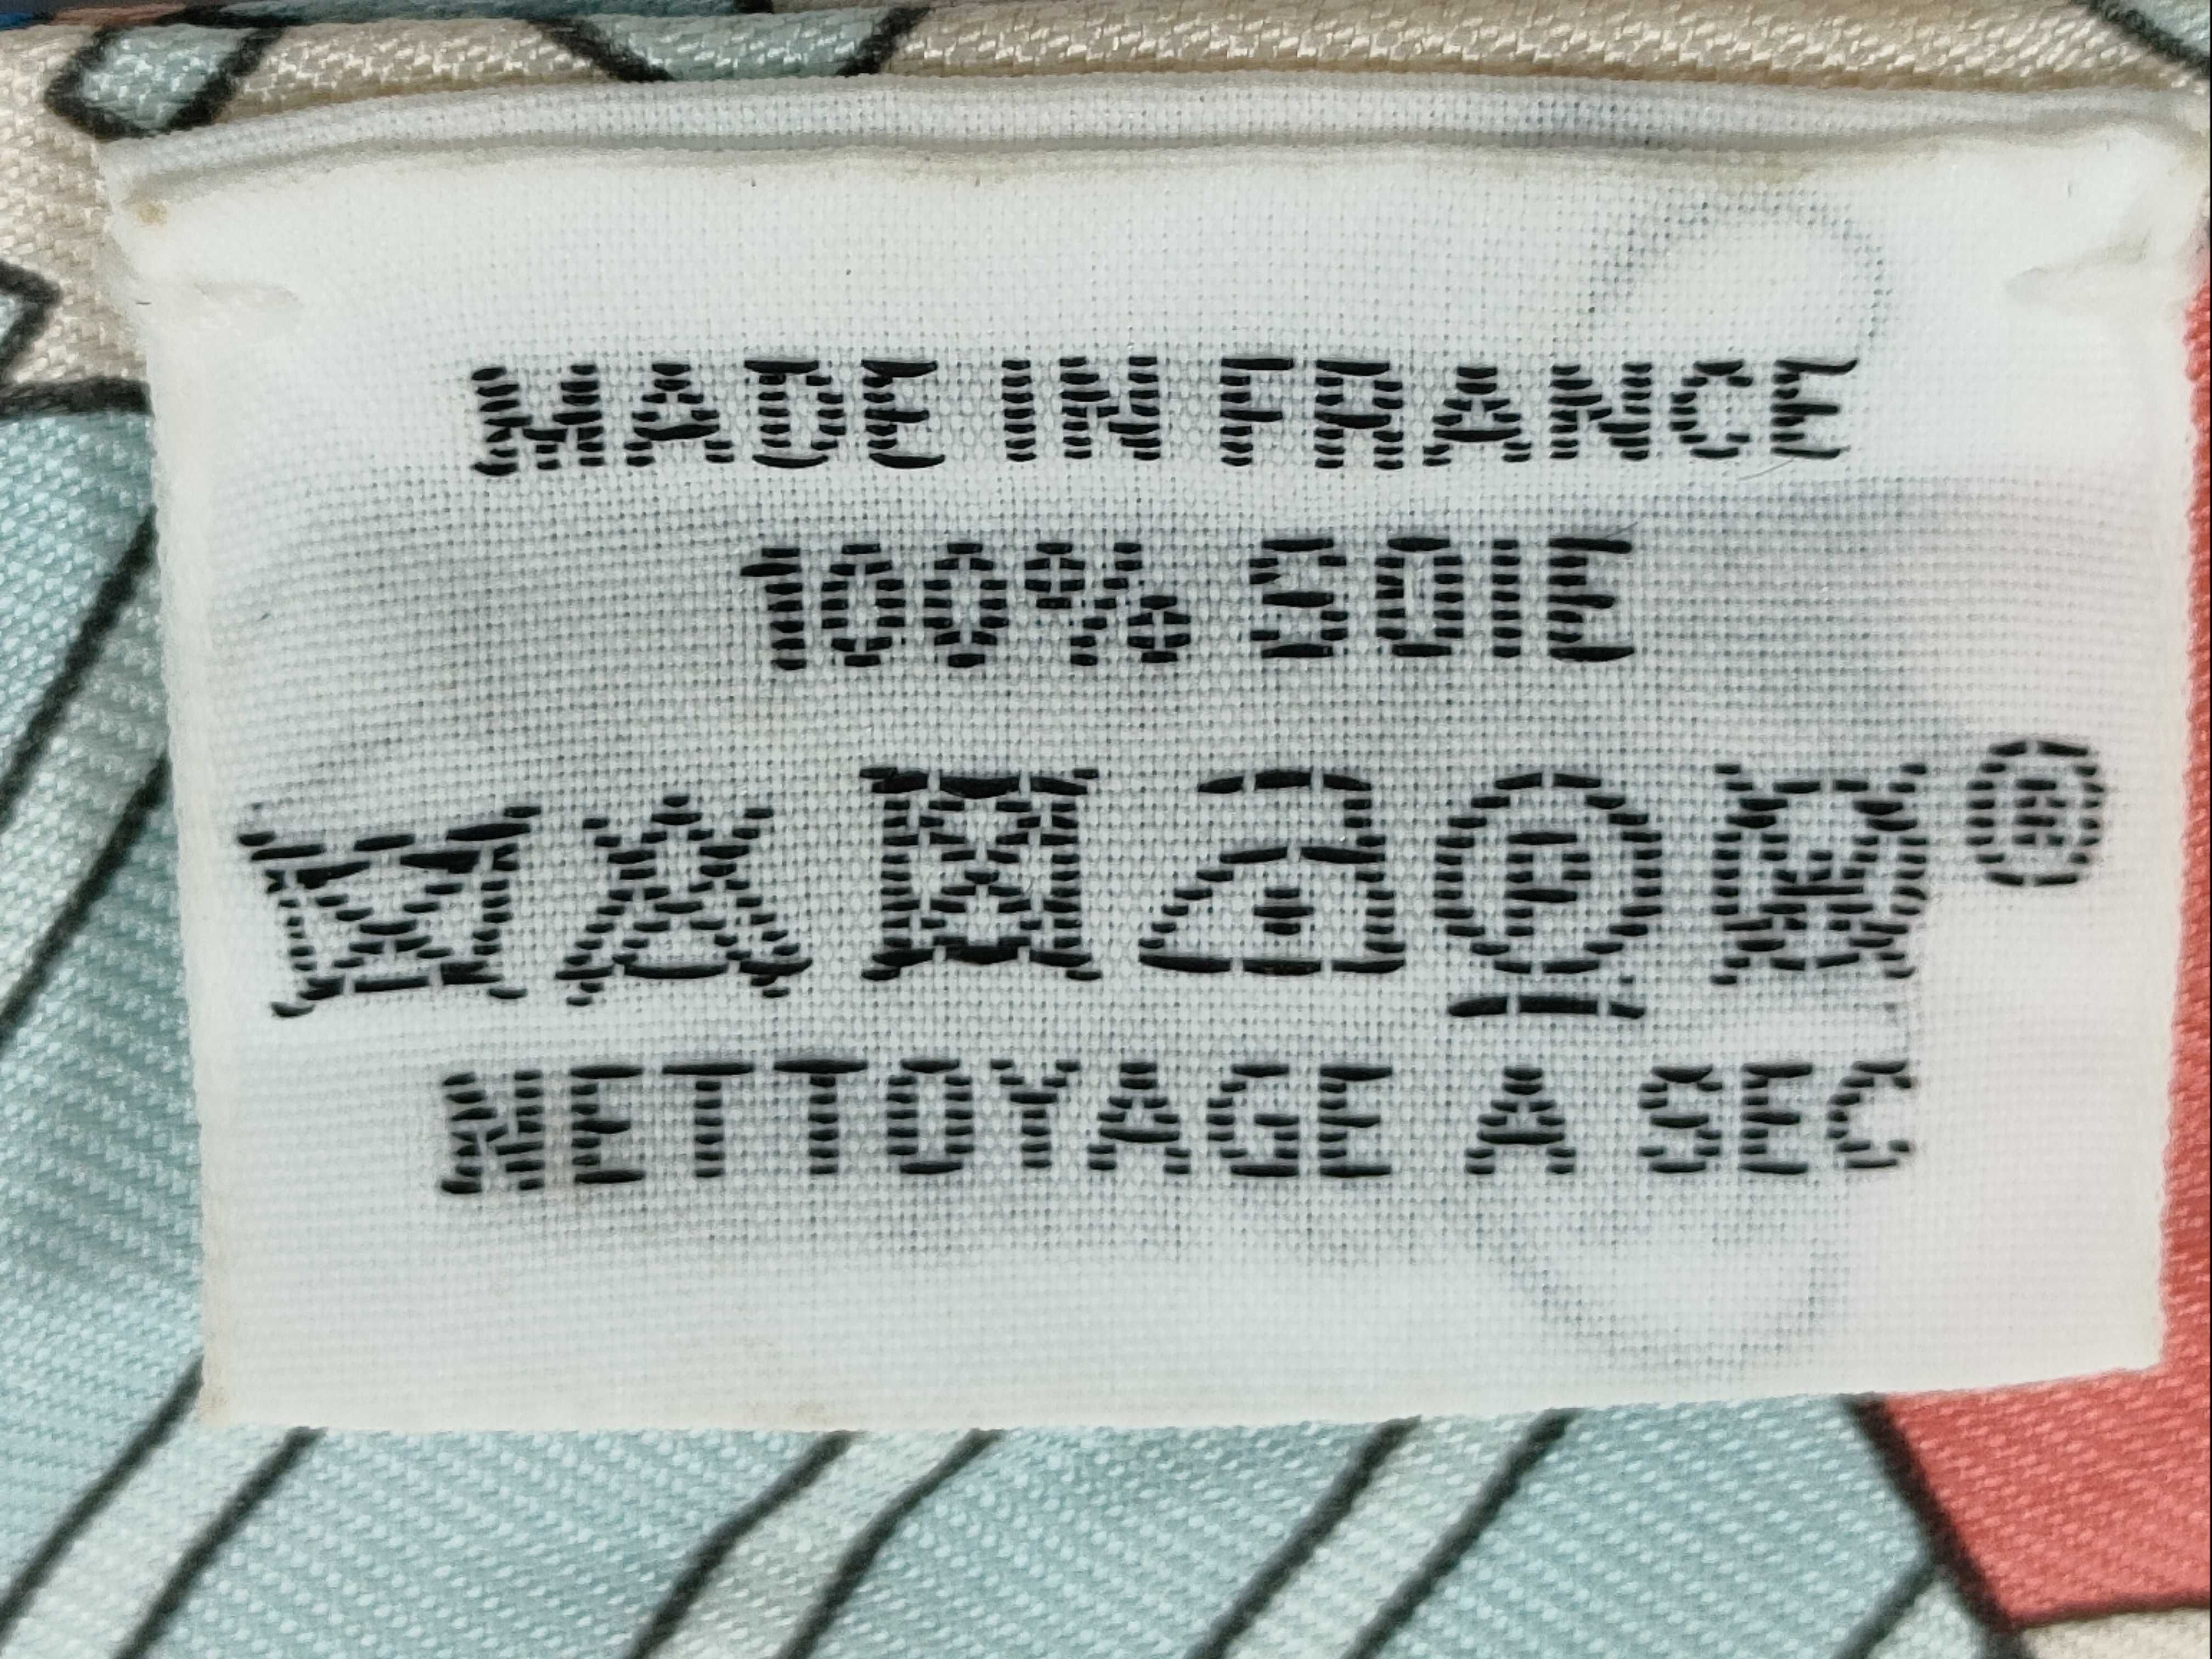 MADE IN FRANCE
100% SOIE
P ®
NETTOYAGE A SEC